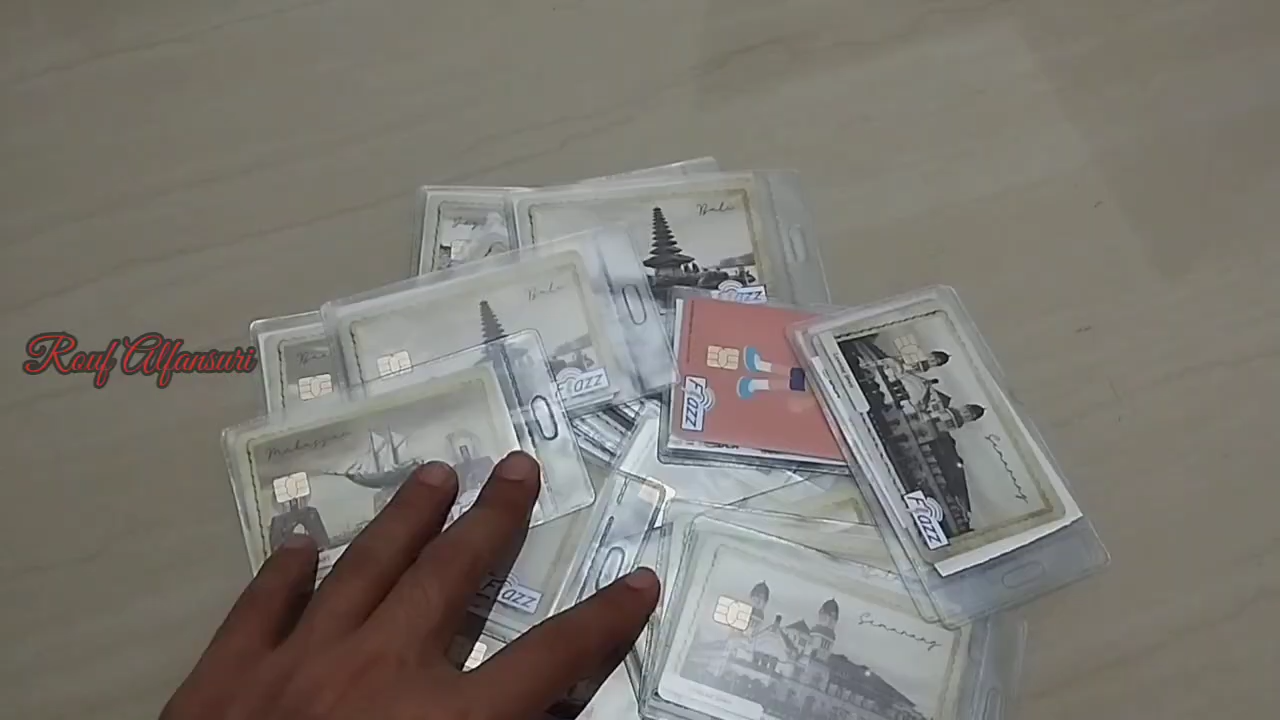 Bali
Bali
Flazz
Flazz
Makassar
Flazz
Semarang
Flazz
Flazz
Semarang
Rouf Alfansuri